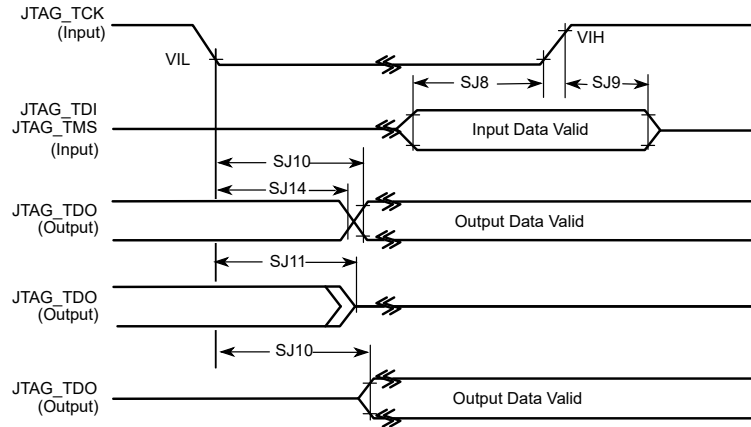 JTAG_TCK
(Input)
VIL
VIH
SJ8
SJ9
JTAG_TDI
JTAG_TMS
(Input)
Input Data Valid
SJ10
SJ14
JTAG_TDO
(Output)
Output Data Valid
SJ11
JTAG_TDO
(Output)
SJ10
JTAG_TDO
(Output)
Output Data Valid